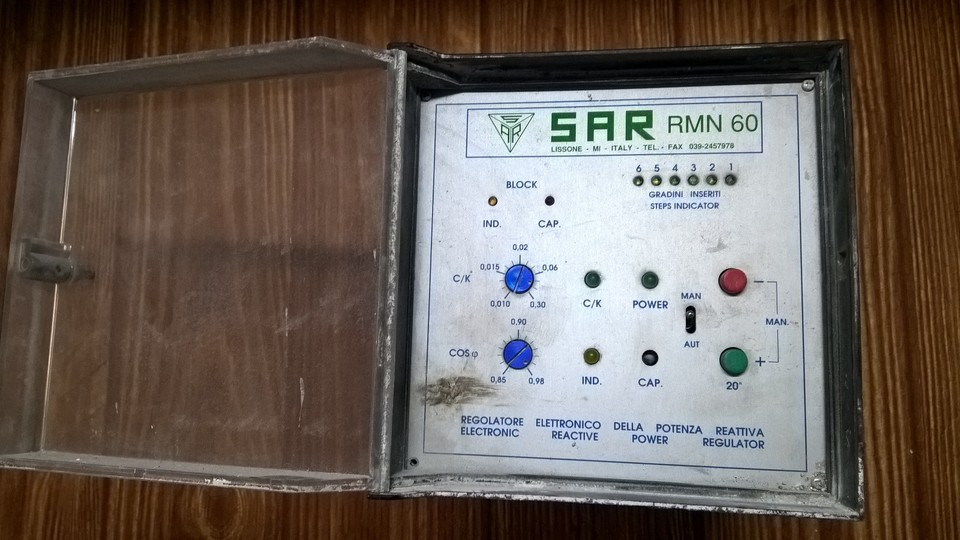 SAR
SAR RMN 60
LISSONE - MI - ITALY - TEL. - FAX 039-2457978
6 5 4 3 2 1
GRADINI INSERITI
STEPS INDICATOR
BLOCK
IND. CAP.
0,02
0,015 0,06
C/K
0,010 0,30
C/K POWER
MAN
AUT
−
MAN.
+
20"
0,90
COS φ
0,85 0,98
IND. CAP.
REGOLATORE ELETTRONICO DELLA POTENZA REATTIVA
ELECTRONIC REACTIVE POWER REGULATOR